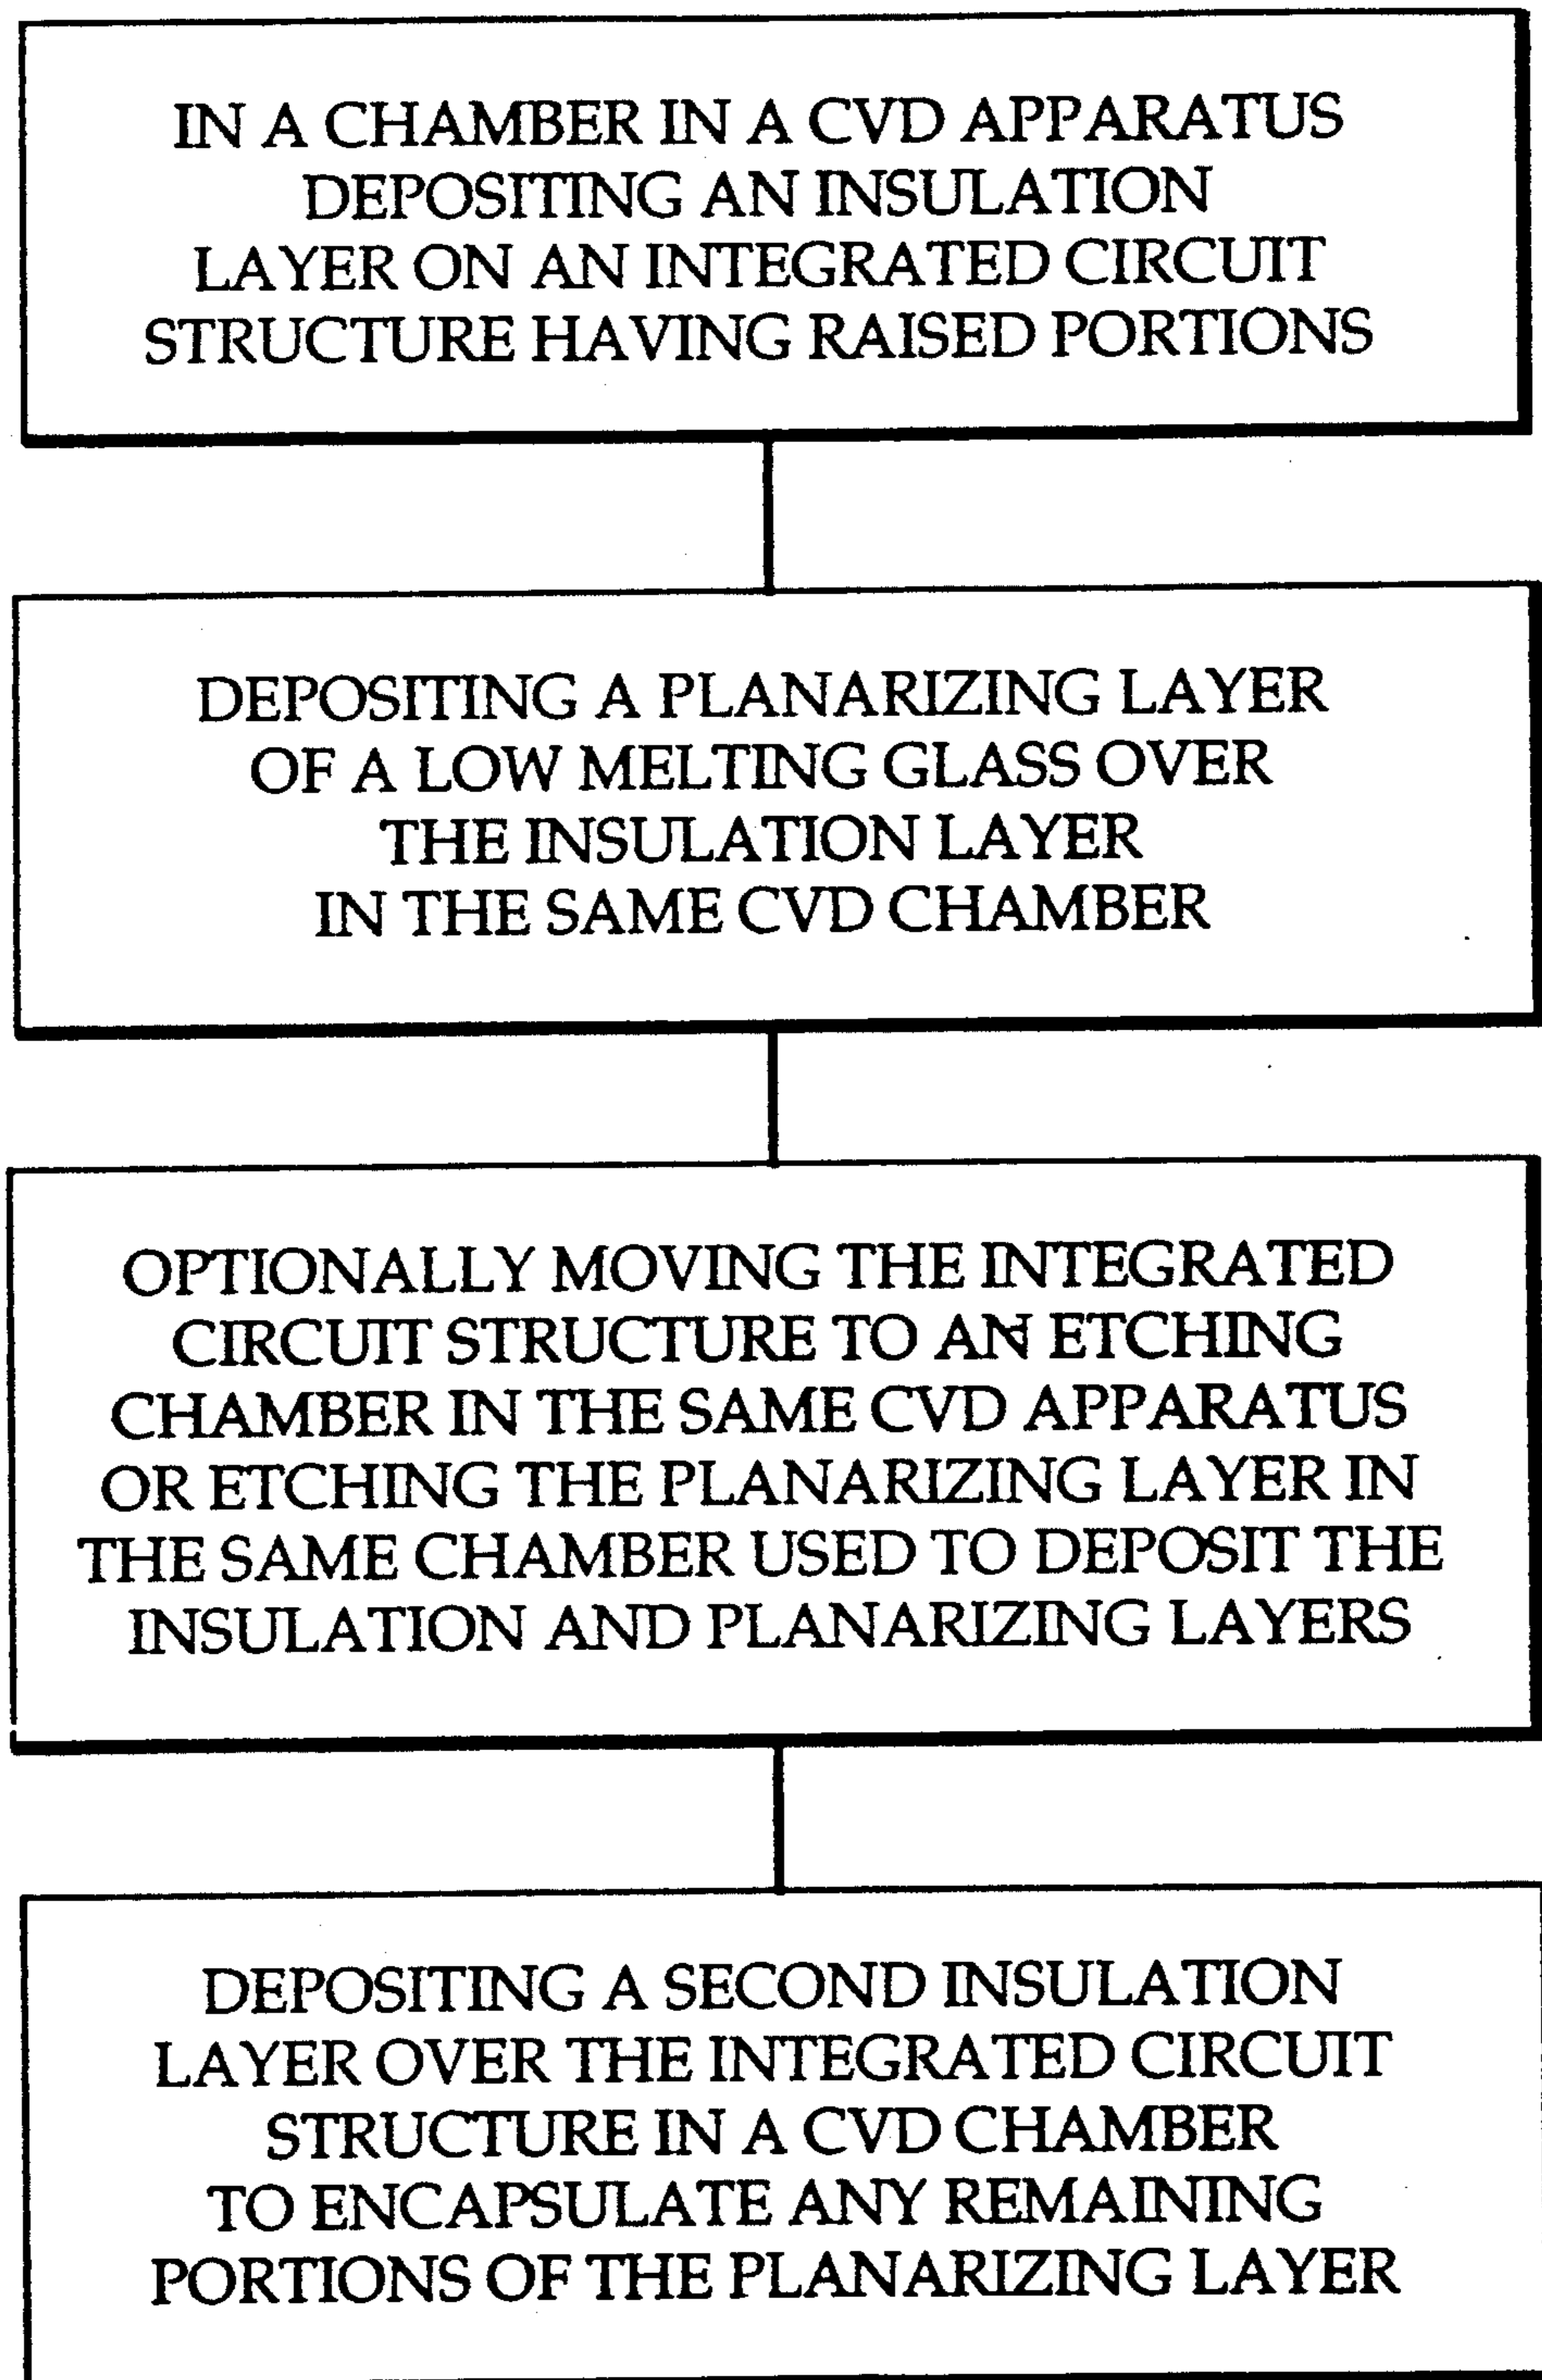 IN A CHAMBER IN A CVD APPARATUS
DEPOSITING AN INSULATION
LAYER ON AN INTEGRATED CIRCUIT
STRUCTURE HAVING RAISED PORTIONS
DEPOSITING A PLANARIZING LAYER
OF A LOW MELTING GLASS OVER
THE INSULATION LAYER
IN THE SAME CVD CHAMBER
OPTIONALLY MOVING THE INTEGRATED
CIRCUIT STRUCTURE TO AN ETCHING
CHAMBER IN THE SAME CVD APPARATUS
OR ETCHING THE PLANARIZING LAYER IN
THE SAME CHAMBER USED TO DEPOSIT THE
INSULATION AND PLANARIZING LAYERS
DEPOSITING A SECOND INSULATION
LAYER OVER THE INTEGRATED CIRCUIT
STRUCTURE IN A CVD CHAMBER
TO ENCAPSULATE ANY REMAINING
PORTIONS OF THE PLANARIZING LAYER